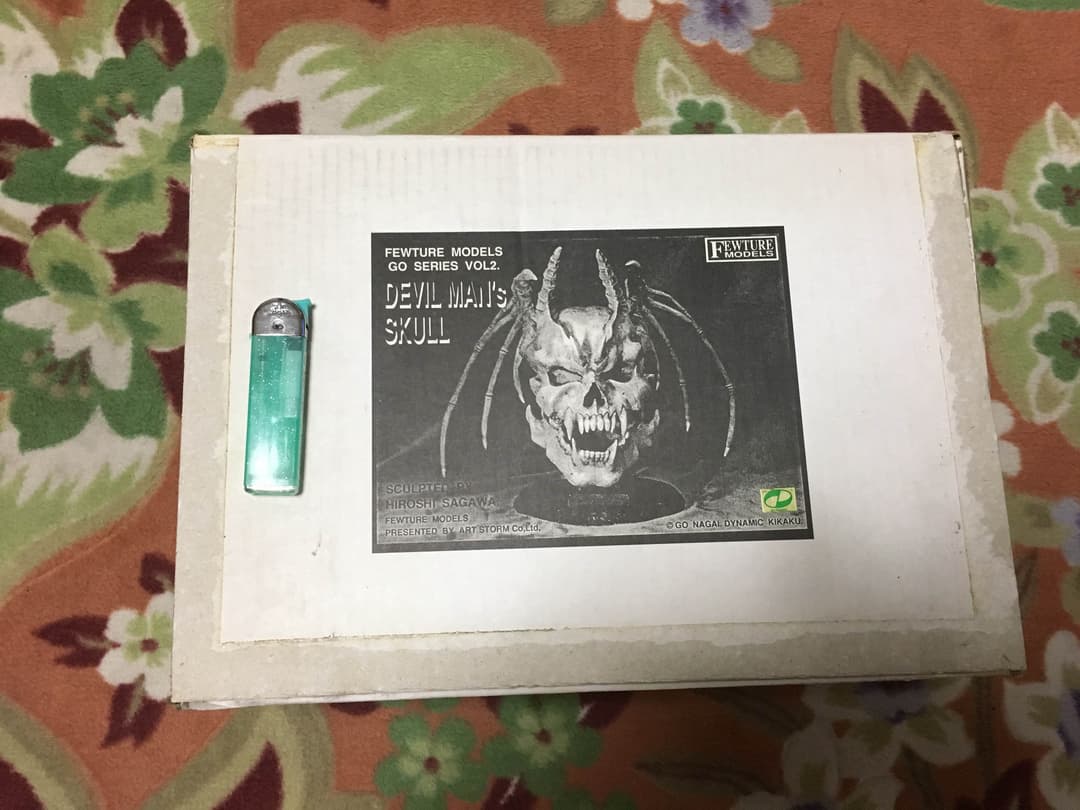 FEWTURE MODELS
GO SERIES VOL2.
DEVIL MAN's
SKULL
FEWTURE
MODELS
SCULPTED BY
HIROSHI SAGAWA
FEWTURE MODELS
PRESENTED BY ART STORM Co,Ltd.
©GO NAGAI, DYNAMIC KIKAKU.